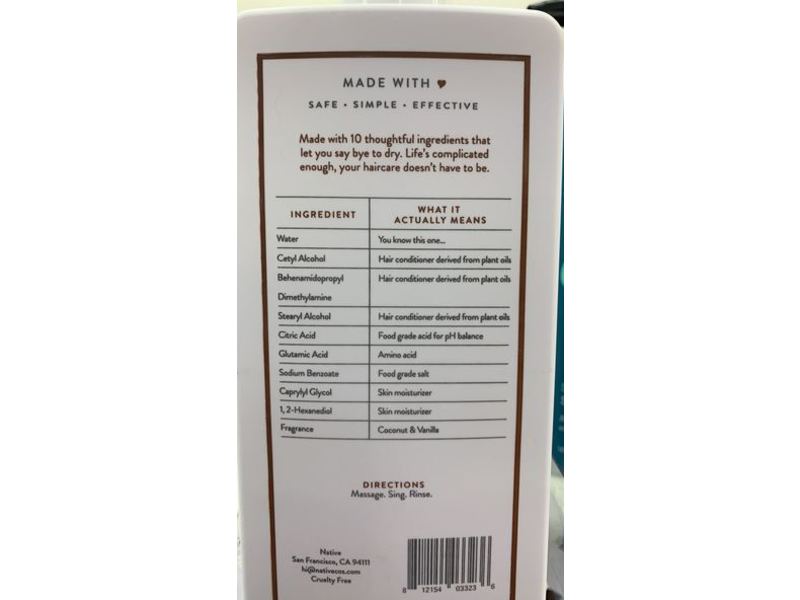 MADE WITH ♥
SAFE • SIMPLE • EFFECTIVE
Made with 10 thoughtful ingredients that
let you say bye to dry. Life's complicated
enough, your haircare doesn't have to be.
INGREDIENT
WHAT IT
ACTUALLY MEANS
Water You know this one...
Cetyl Alcohol Hair conditioner derived from plant oils
Behenamidopropyl Hair conditioner derived from plant oils
Dimethylamine
Stearyl Alcohol Hair conditioner derived from plant oils
Citric Acid Food grade acid for pH balance
Glutamic Acid Amino acid
Sodium Benzoate Food grade salt
Caprylyl Glycol Skin moisturizer
1, 2-Hexanediol Skin moisturizer
Fragrance Coconut & Vanilla
DIRECTIONS
Massage. Sing. Rinse.
Native
San Francisco, CA 94111
hi@nativecos.com
Cruelty Free
8 12154 03323 6